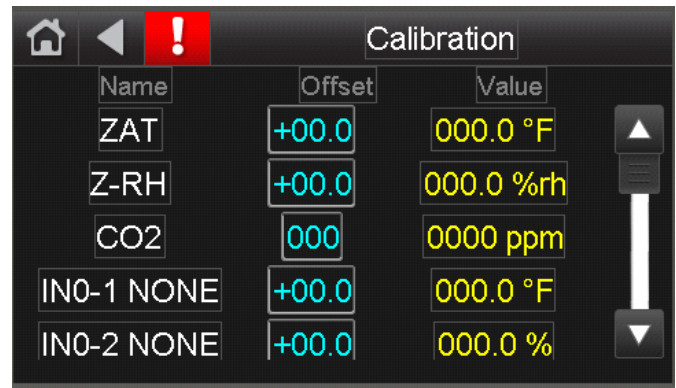 ! Calibration
Name Offset Value
ZAT +00.0 000.0 °F
Z-RH +00.0 000.0 %rh
CO2 000 0000 ppm
IN0-1 NONE +00.0 000.0 °F
IN0-2 NONE +00.0 000.0 %